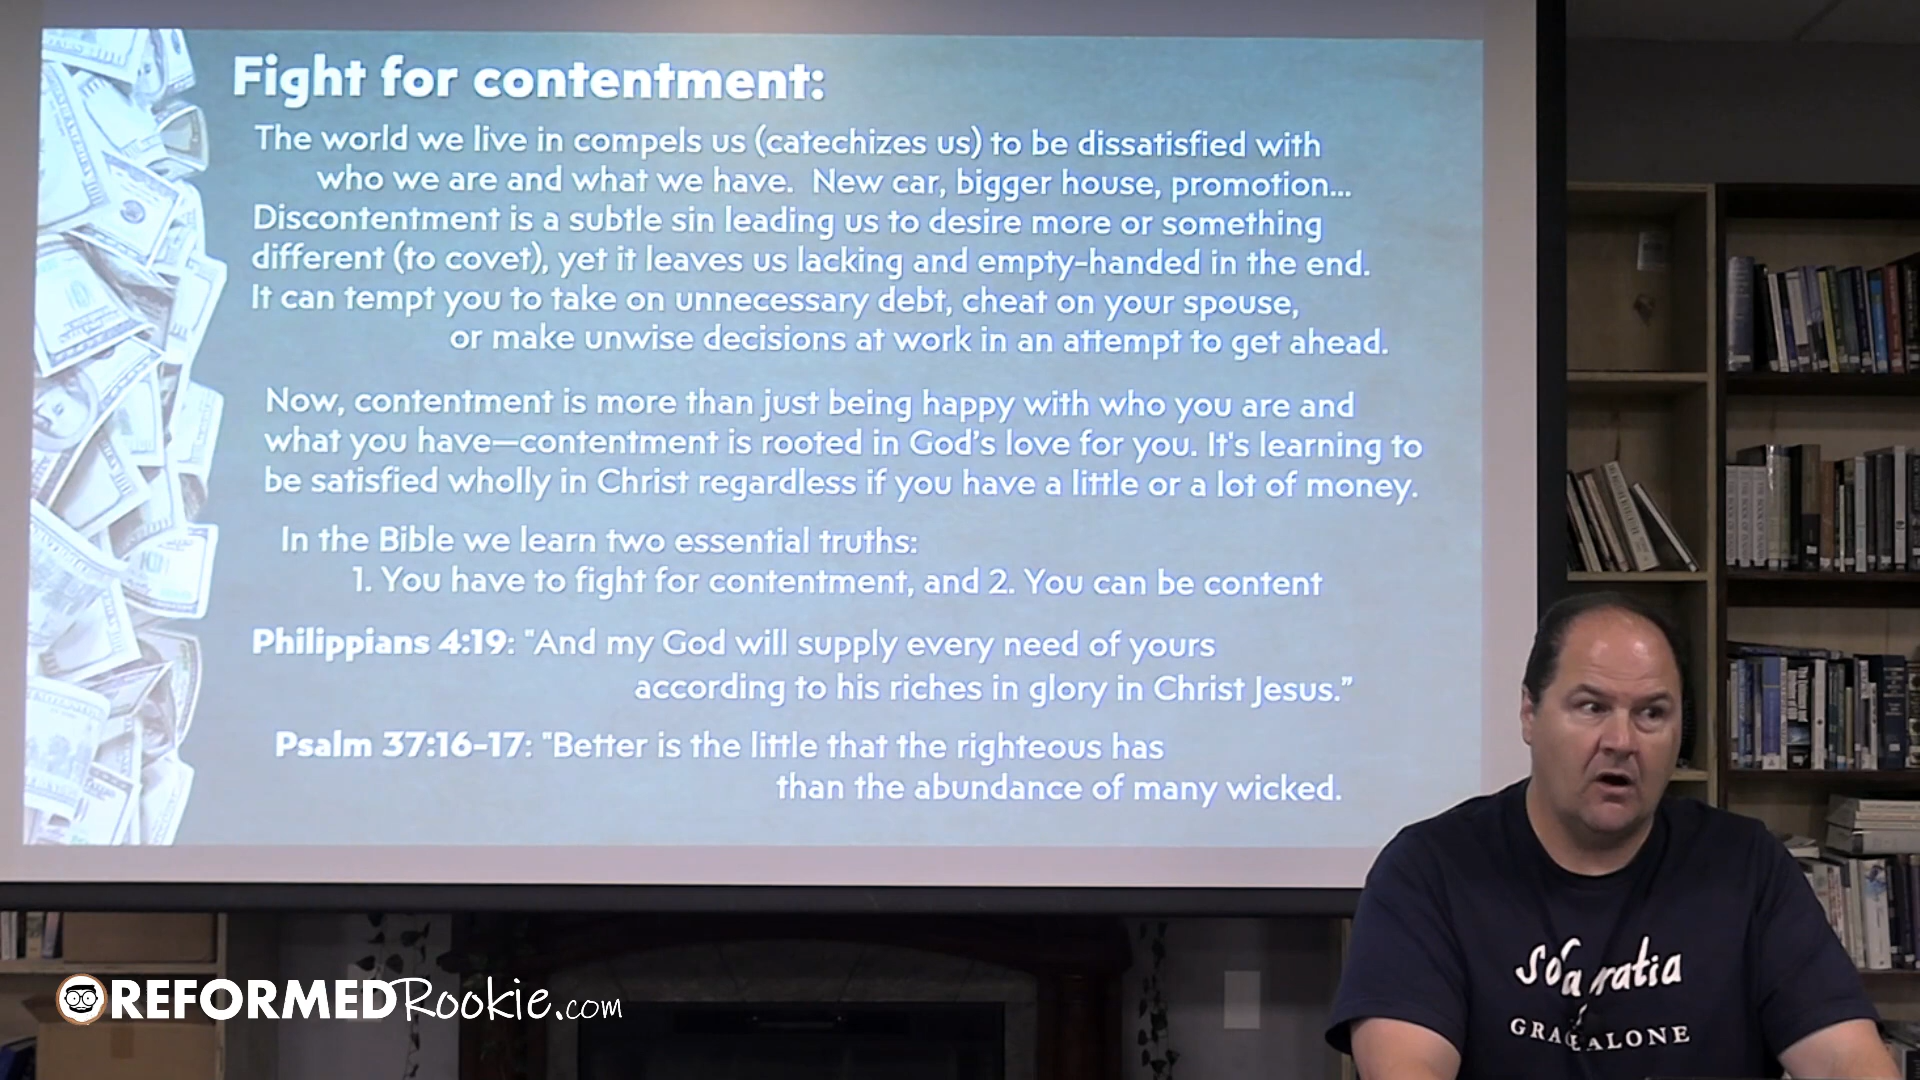 Fight for contentment:
The world we live in compels us (catechizes us) to be dissatisfied with
who we are and what we have. New car, bigger house, promotion...
Discontentment is a subtle sin leading us to desire more or something
different (to covet), yet it leaves us lacking and empty-handed in the end.
It can tempt you to take on unnecessary debt, cheat on your spouse,
or make unwise decisions at work in an attempt to get ahead.
Now, contentment is more than just being happy with who you are and
what you have—contentment is rooted in God's love for you. It's learning to
be satisfied wholly in Christ regardless if you have a little or a lot of money.
In the Bible we learn two essential truths:
1. You have to fight for contentment, and 2. You can be content
Philippians 4:19: "And my God will supply every need of yours
according to his riches in glory in Christ Jesus."
Psalm 37:16-17: "Better is the little that the righteous has
than the abundance of many wicked.
GRACE ALONE
REFORMEDRookie.com